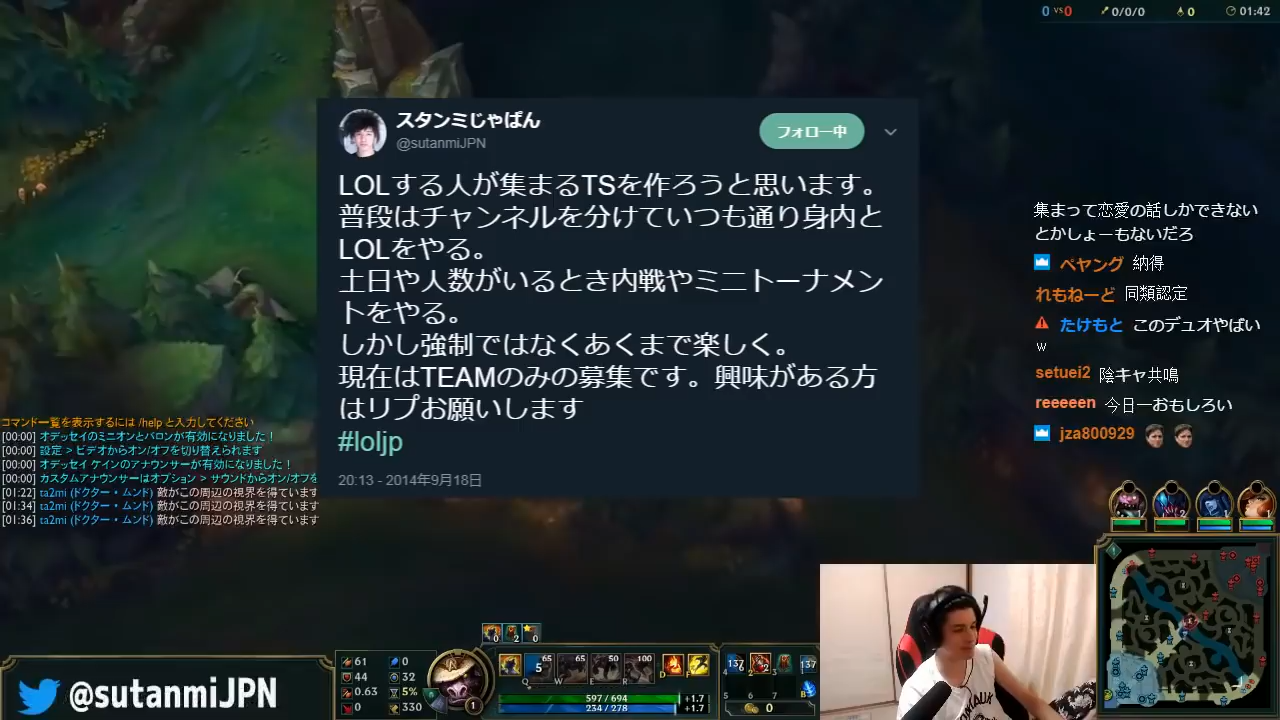 0 vs 0 0/0/0 0 01:42
スタンミじゃぱん
@sutanmiJPN
フォロー中
LOLする人が集まるTSを作ろうと思います。
普段はチャンネルを分けていつも通り身内と
LOLをやる。
土日や人数がいるとき内戦やミニトーナメン
トをやる。
しかし強制ではなくあくまで楽しく。
現在はTEAMのみの募集です。興味がある方
はリプお願いします
#loljp
20:13 - 2014年9月18日
集まって恋愛の話しかできない
とかしょーもないだろ
ペヤング 納得
れもねーど 同類認定
たけもと このデュオやばい
w
setuei2 陰キャ共鳴
reeeeen 今日一おもしろい
jza800929
コマンド一覧を表示するには /help と入力してください
[00:00] オデッセイのミニオンとバロンが有効になりました！
[00:00] 設定 > ビデオからオン/オフを切り替えられます
[00:00] オデッセイ ケインのアナウンサーが有効になりました！
[00:00] カスタムアナウンサーはオプション > サウンドからオン/オフを
[01:22] ta2mi (ドクター・ムンド) 敵がこの周辺の視界を得ています
[01:34] ta2mi (ドクター・ムンド) 敵がこの周辺の視界を得ています
[01:36] ta2mi (ドクター・ムンド) 敵がこの周辺の視界を得ています
2 2
0 2 0
@sutanmiJPN
61 0
44 32
0.63 5%
0 330
1
5 65 65 50 100
Q W E R D F
597 / 694 +1.7
234 / 278 +1.7
137 137
4
5 6 7 B
0